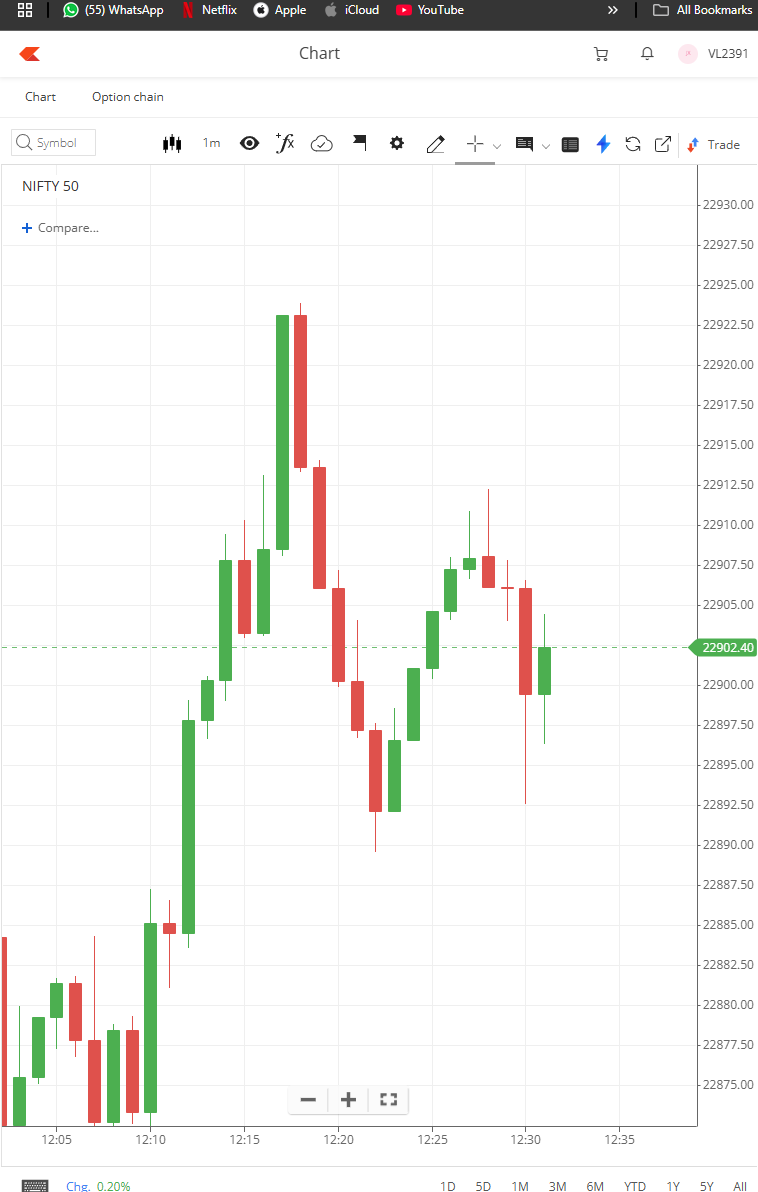 (55) WhatsApp Netflix Apple iCloud YouTube » All Bookmarks
Chart VL2391
Chart Option chain
Symbol 1m Trade
NIFTY 50
+ Compare...
22930.00
22927.50
22925.00
22922.50
22920.00
22917.50
22915.00
22912.50
22910.00
22907.50
22905.00
22902.40
22900.00
22897.50
22895.00
22892.50
22890.00
22887.50
22885.00
22882.50
22880.00
22877.50
22875.00
12:05 12:10 12:15 12:20 12:25 12:30 12:35
Chg. 0.20% 1D 5D 1M 3M 6M YTD 1Y 5Y All